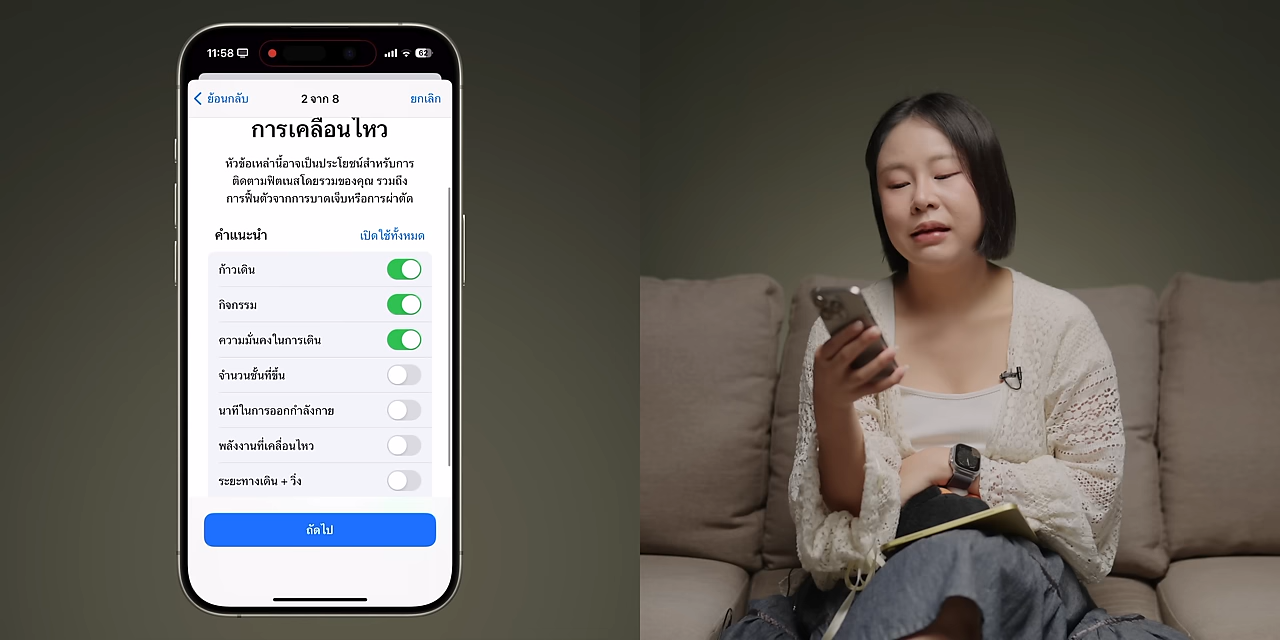 11:58
62
ย้อนกลับ
2 จาก 8
ยกเลิก
การเคลื่อนไหว
หัวข้อเหล่านี้อาจเป็นประโยชน์สำหรับการ
ติดตามฟิตเนสโดยรวมของคุณ รวมถึง
การฟื้นตัวจากการบาดเจ็บหรือการผ่าตัด
คำแนะนำ
เปิดใช้ทั้งหมด
ก้าวเดิน
กิจกรรม
ความมั่นคงในการเดิน
จำนวนชั้นที่ขึ้น
นาทีในการออกกำลังกาย
พลังงานที่เคลื่อนไหว
ระยะทางเดิน + วิ่ง
ถัดไป